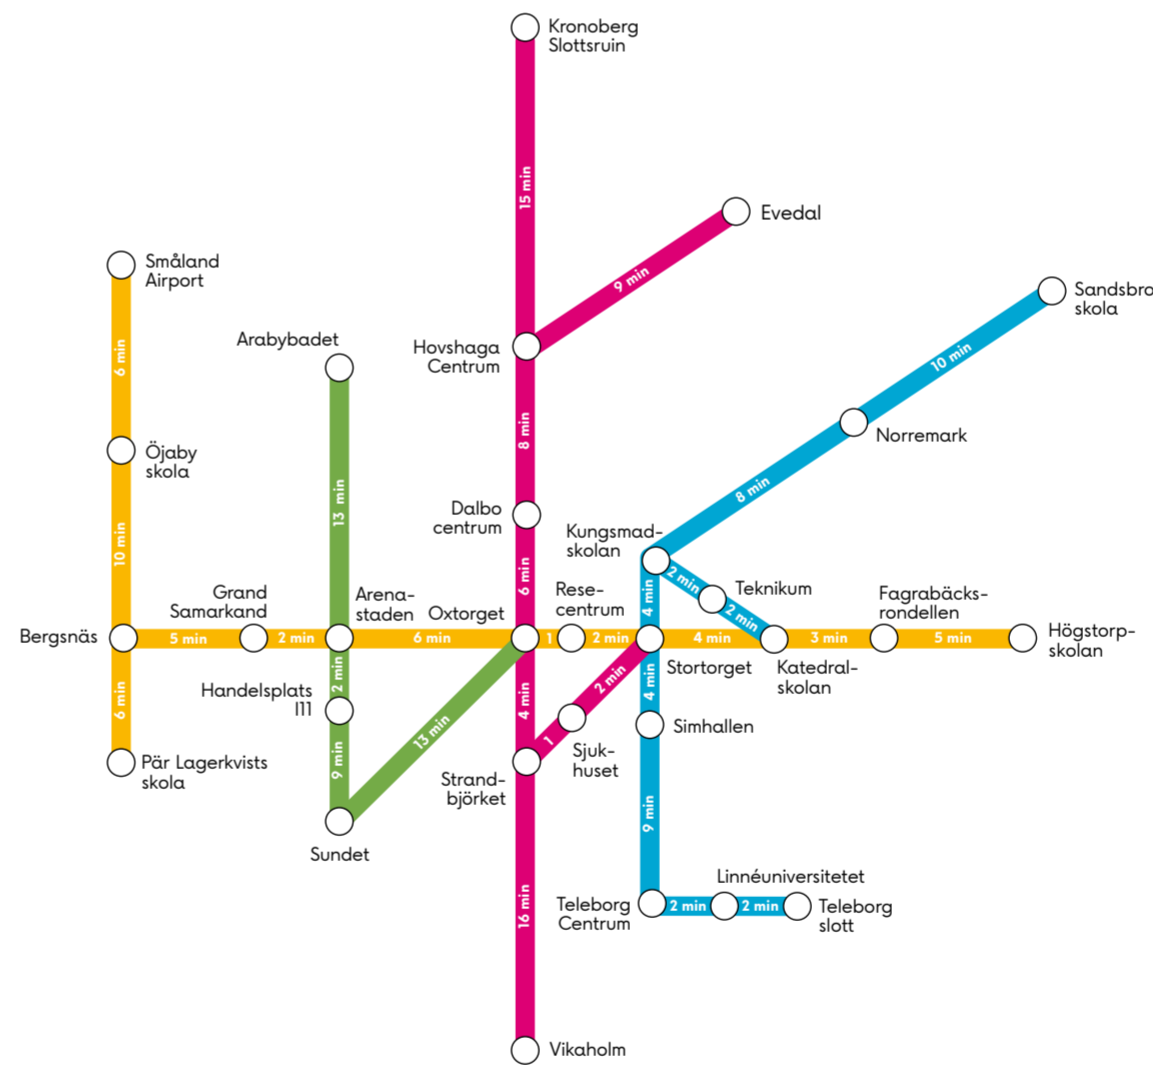 Kronoberg
Slottsruin
15 min
Evedal
9 min
Småland
Airport
Sandsbro
skola
6 min
Arabybadet
Hovshaga
Centrum
10 min
8 min
Norremark
Öjaby
skola
13 min
8 min
Dalbo
centrum
Kungsmad-
skolan
10 min
6 min
2 min
Teknikum
Grand
Samarkand
Arena-
staden
Oxtorget
Rese-
centrum
4 min
2 min
Fagrabäcks-
rondellen
Bergsnäs
5 min
2 min
6 min
1
2 min
4 min
3 min
5 min
Högstorp-
skolan
Stortorget
Katedral-
skolan
6 min
2 min
Handelsplats
I11
4 min
2 min
4 min
13 min
1
Simhallen
Sjuk-
huset
Pär Lagerkvists
skola
9 min
Strand-
björket
9 min
Sundet
Linnéuniversitetet
Teleborg
Centrum
2 min
2 min
Teleborg
slott
16 min
Vikaholm